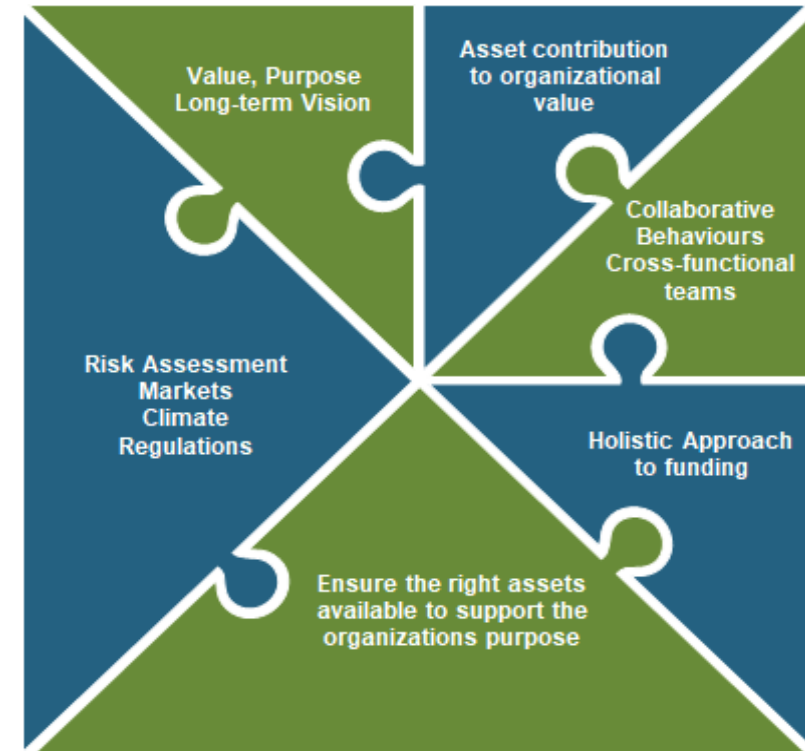 Value, Purpose
Long-term Vision
Asset contribution
to organizational
value
Collaborative
Behaviours
Cross-functional
teams
Risk Assessment
Markets
Climate
Regulations
Holistic Approach
to funding
Ensure the right assets
available to support the
organizations purpose